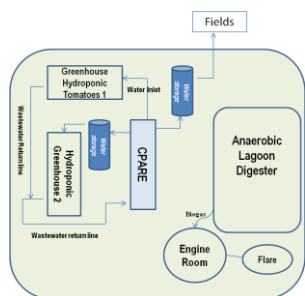 Fields
Greenhouse
Hydroponic
Tomatoes 1
Water Inlet
Water
storage
Wastewater Return line
Hydroponic
Greenhouse 2
Water
storage
CPARE
Anaerobic
Lagoon
Digester
Biogas
Wastewater return line
Engine
Room
Flare